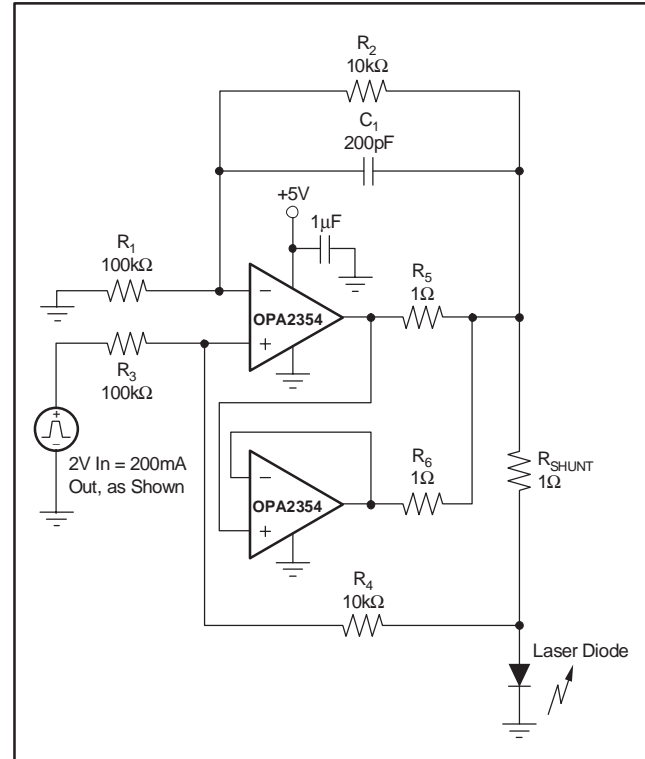 R2
10kΩ
C1
200pF
+5V
1μF
R1
100kΩ
R5
1Ω
−
OPA2354
+
R3
100kΩ
+
−
2V In = 200mA
Out, as Shown
RSHUNT
1Ω
R6
1Ω
−
OPA2354
+
R4
10kΩ
Laser Diode